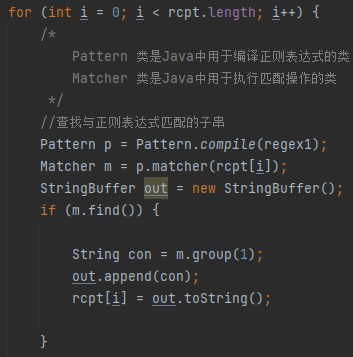 for (int i = 0; i < rcpt.length; i++) {
/*
Pattern 类是Java中用于编译正则表达式的类
Matcher 类是Java中用于执行匹配操作的类
*/
//查找与正则表达式匹配的子串
Pattern p = Pattern.compile(regex1);
Matcher m = p.matcher(rcpt[i]);
StringBuffer out = new StringBuffer();
if (m.find()) {
String con = m.group(1);
out.append(con);
rcpt[i] = out.toString();
}